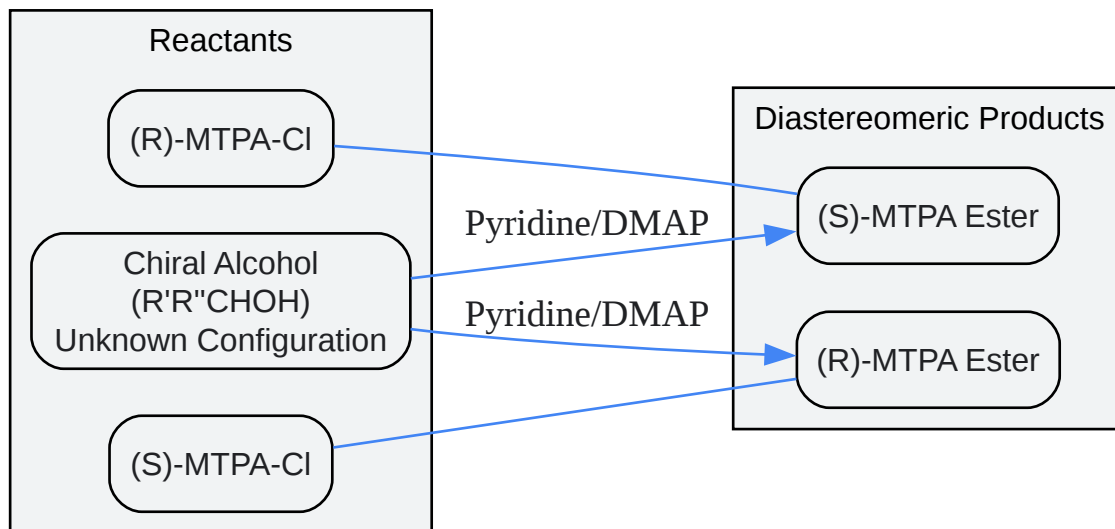 Reactants
(R)-MTPA-Cl
Chiral Alcohol
(R'R''CHOH)
Unknown Configuration
(S)-MTPA-Cl
Pyridine/DMAP
Pyridine/DMAP
Diastereomeric Products
(S)-MTPA Ester
(R)-MTPA Ester